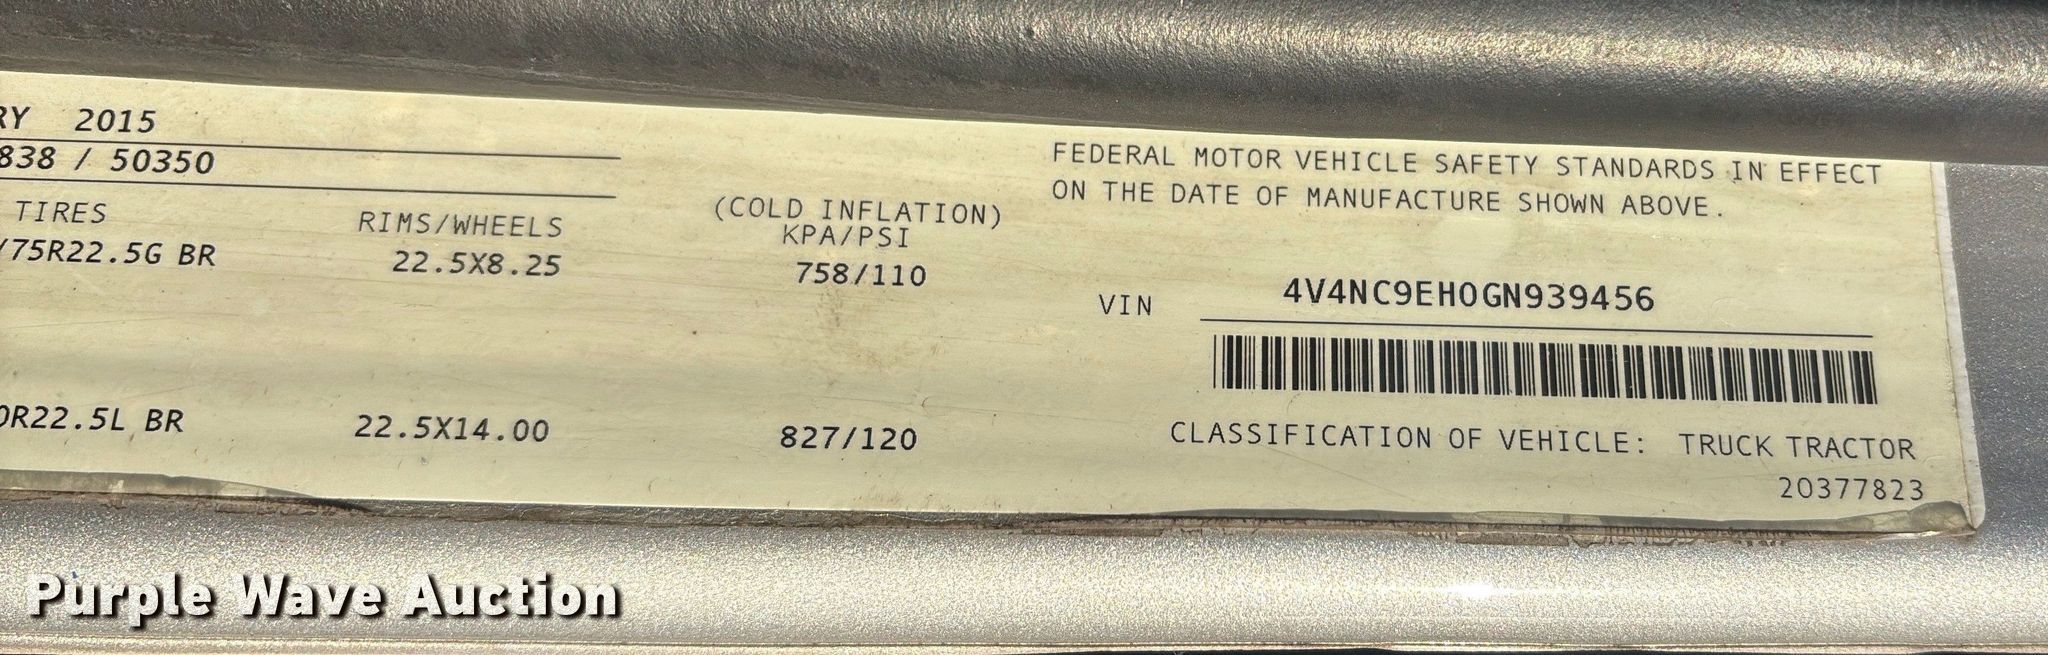 RY 2015
838 / 50350
TIRES
/75R22.5G BR
0R22.5L BR
RIMS/WHEELS
22.5X8.25
22.5X14.00
(COLD INFLATION)
KPA/PSI
758/110
827/120
FEDERAL MOTOR VEHICLE SAFETY STANDARDS IN EFFECT
ON THE DATE OF MANUFACTURE SHOWN ABOVE.
VIN 4V4NC9EH0GN939456
CLASSIFICATION OF VEHICLE: TRUCK TRACTOR
20377823
Purple Wave Auction